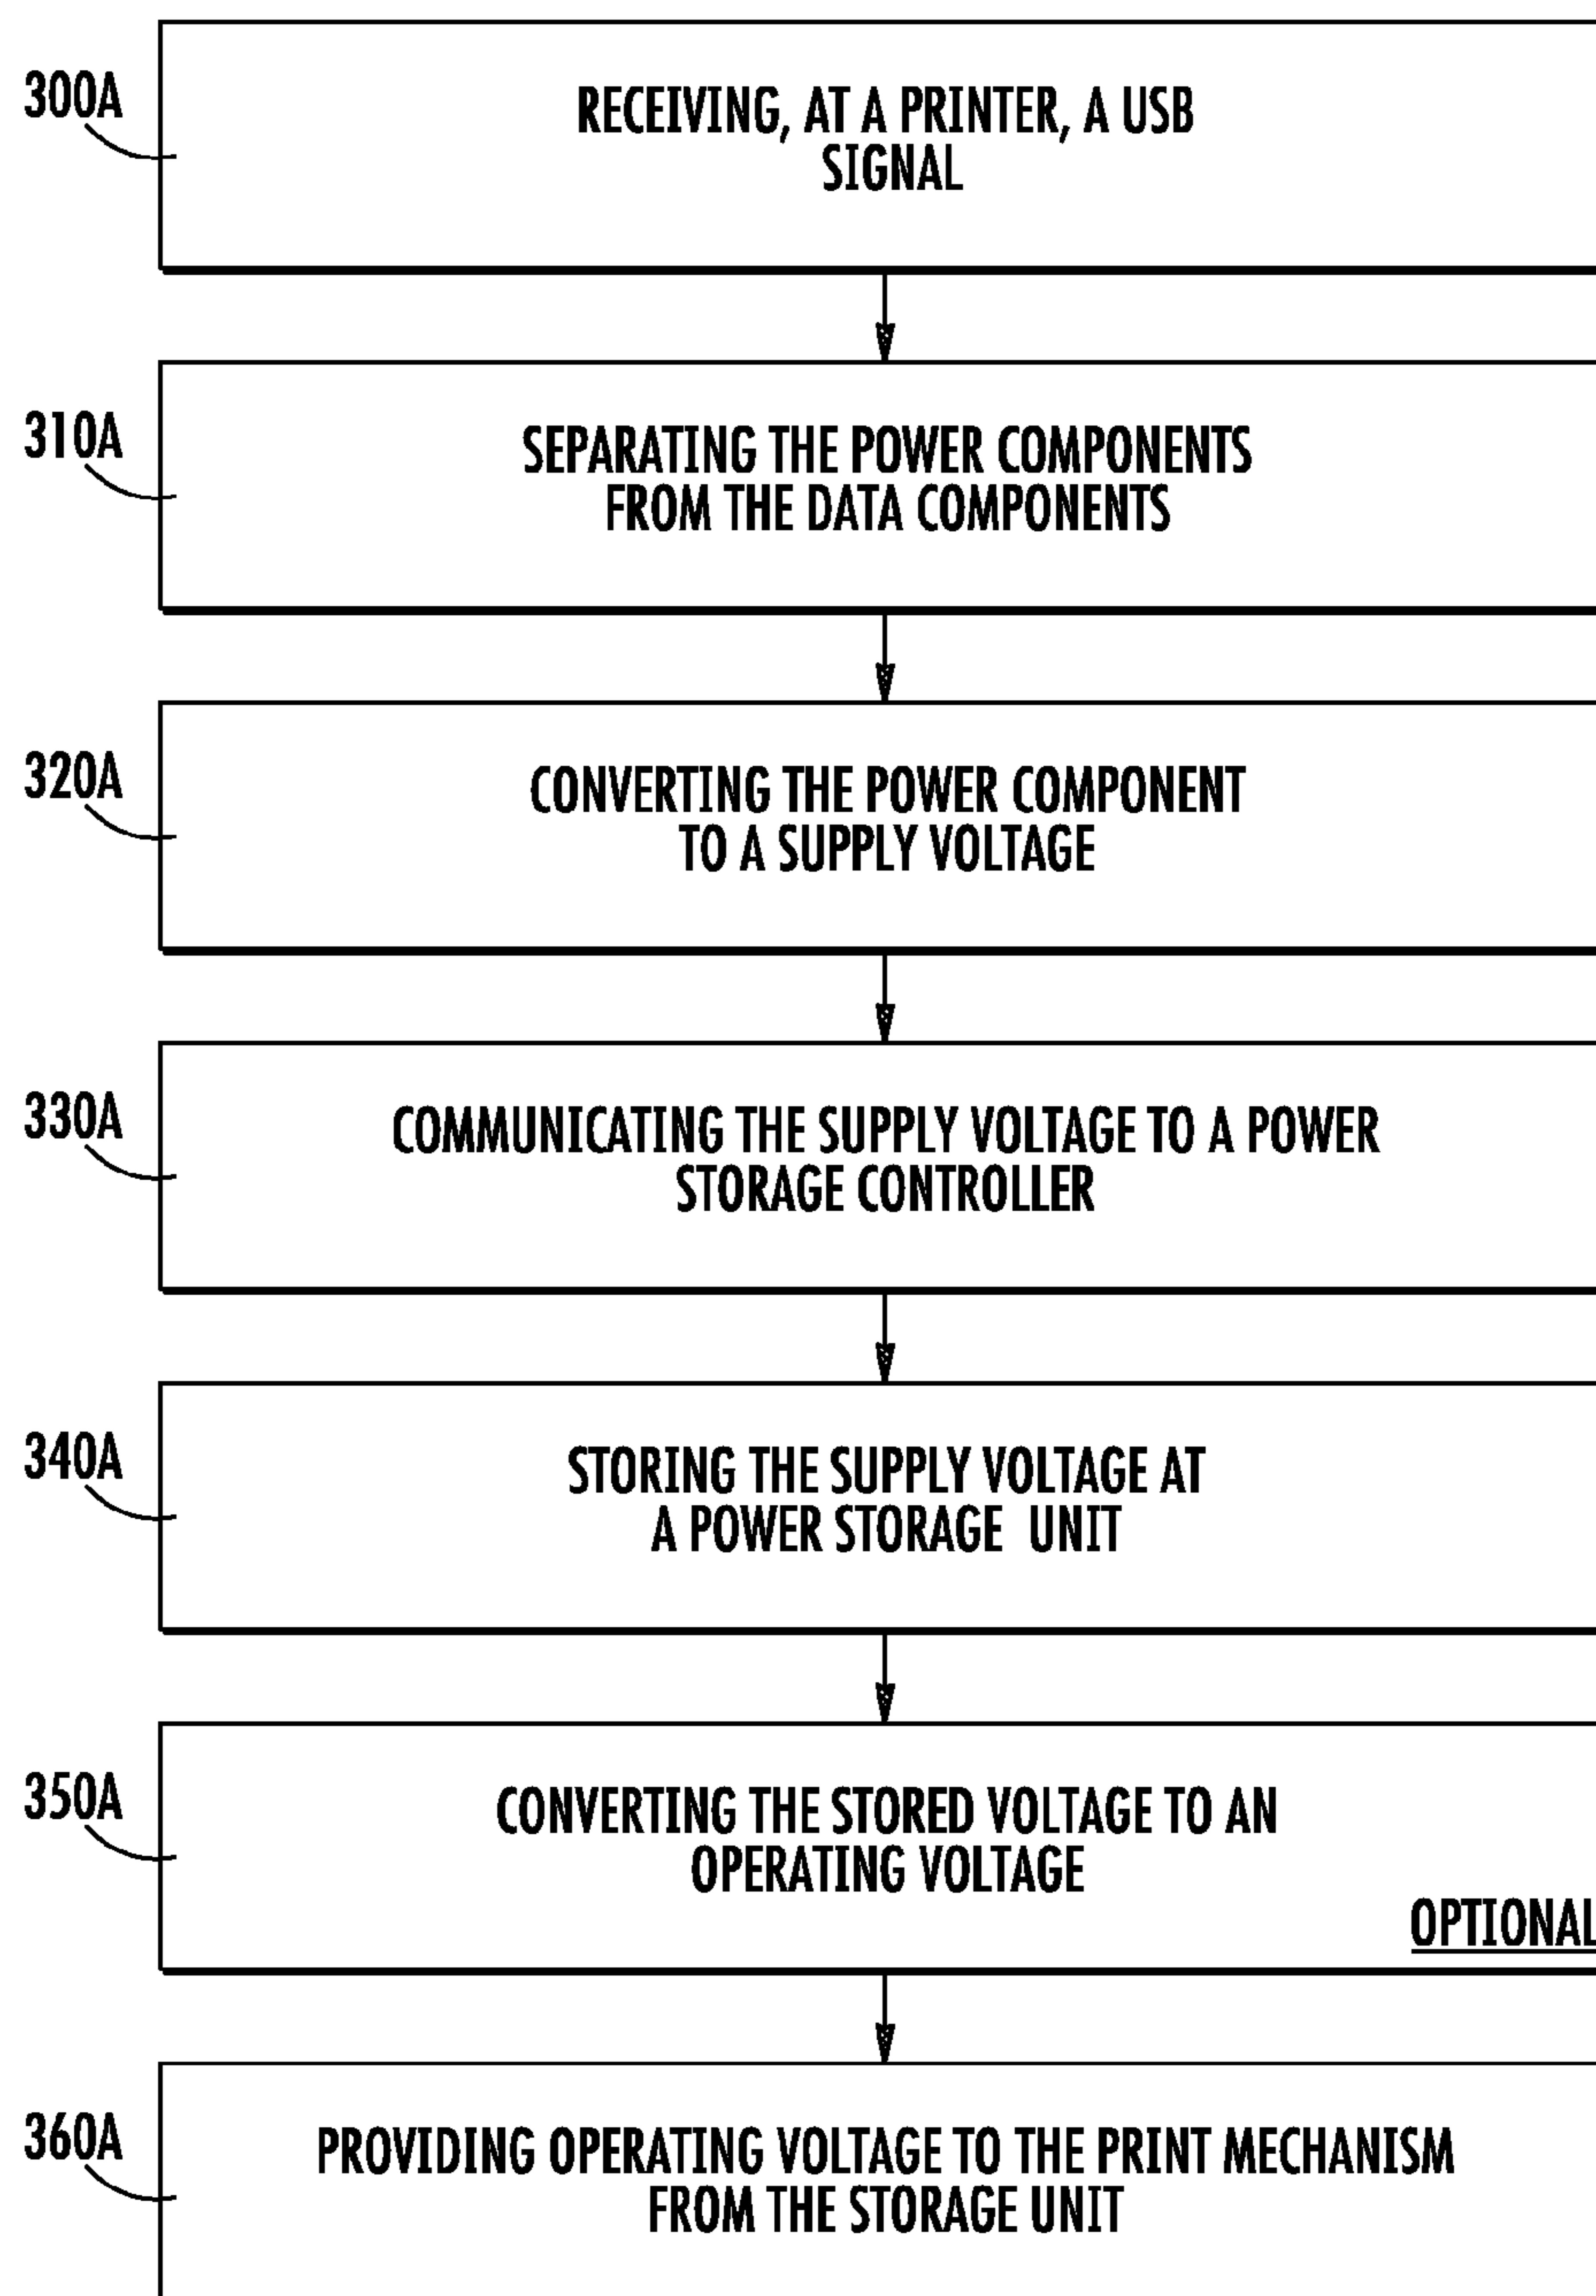 300A
RECEIVING, AT A PRINTER, A USB
SIGNAL
310A
SEPARATING THE POWER COMPONENTS
FROM THE DATA COMPONENTS
320A
CONVERTING THE POWER COMPONENT
TO A SUPPLY VOLTAGE
330A
COMMUNICATING THE SUPPLY VOLTAGE TO A POWER
STORAGE CONTROLLER
340A
STORING THE SUPPLY VOLTAGE AT
A POWER STORAGE UNIT
350A
CONVERTING THE STORED VOLTAGE TO AN
OPERATING VOLTAGE
OPTIONAL
360A
PROVIDING OPERATING VOLTAGE TO THE PRINT MECHANISM
FROM THE STORAGE UNIT